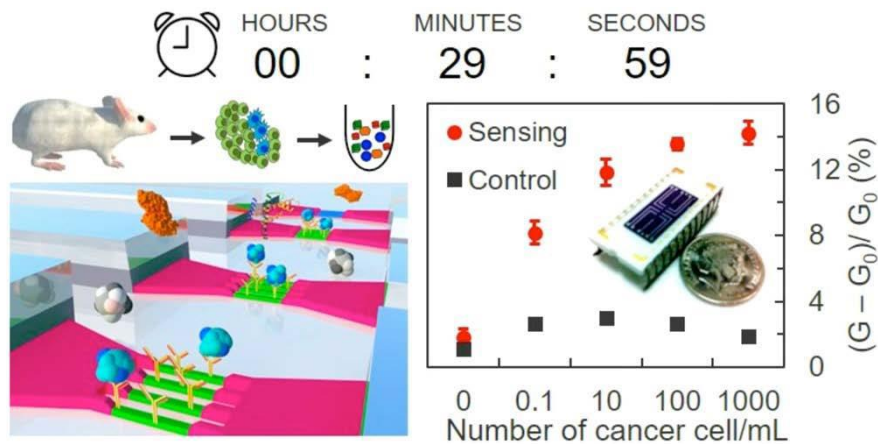 HOURS MINUTES SECONDS
00 : 29 : 59
Sensing
Control
16
12
8
4
0
(G – G₀)/ G₀ (%)
0 0.1 10 100 1000
Number of cancer cell/mL